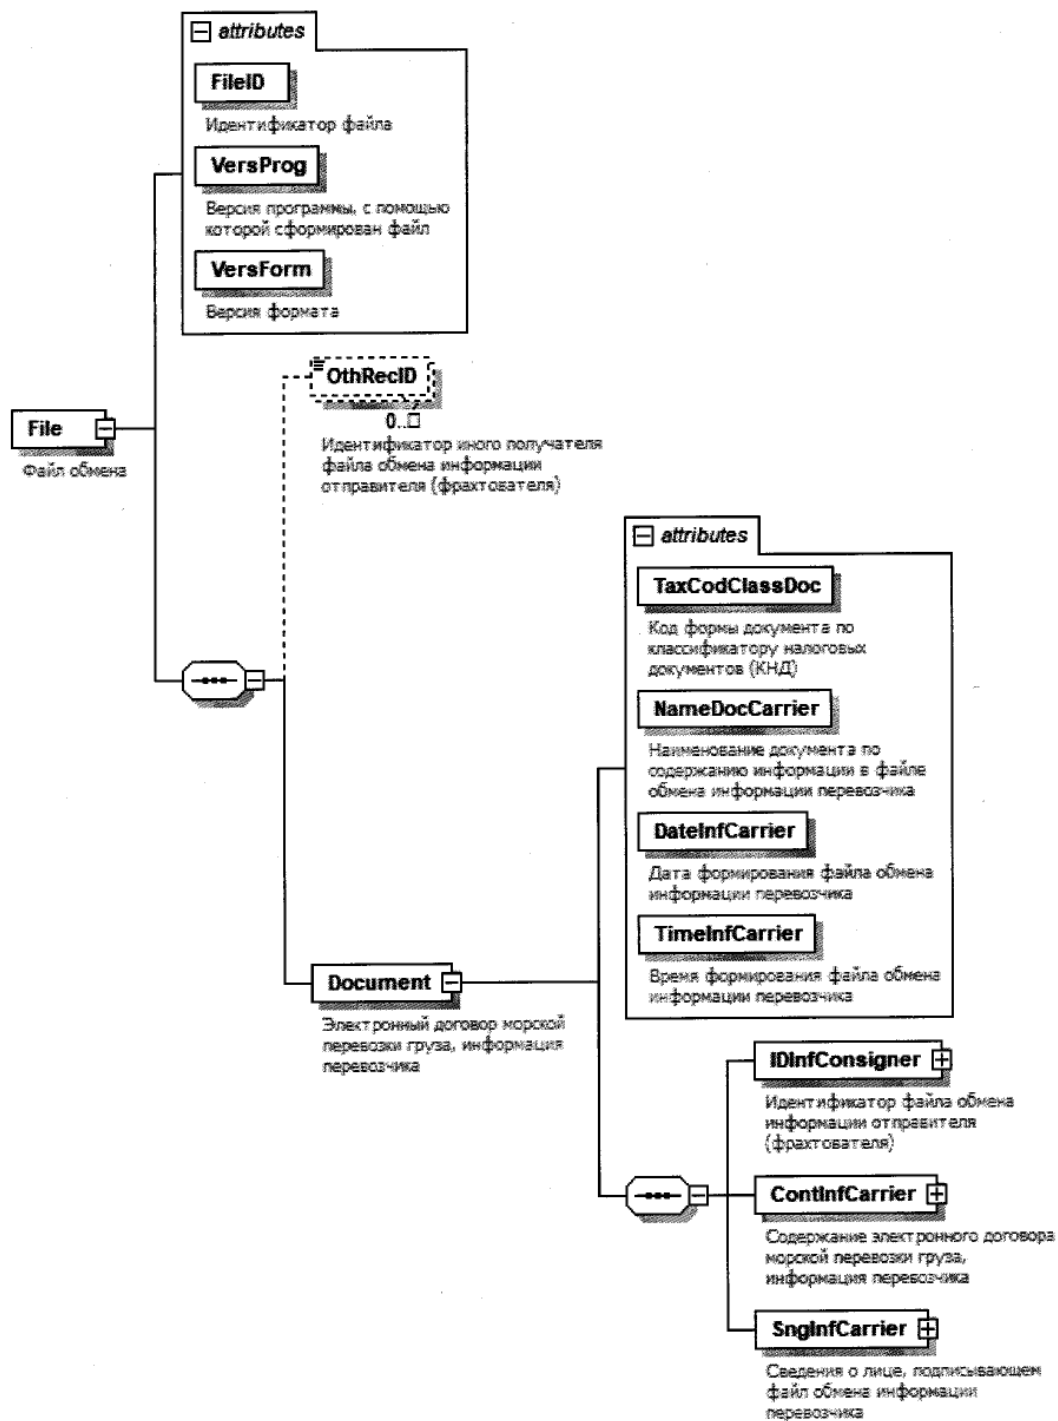 attributes
FileID
Идентификатор файла
VersProg
Версия программы, с помощью
которой сформирован файл
VersForm
Версия формата
OthRecID
0..
File
Файл обмена
Идентификатор иного получателя
файла обмена информации
отправителя (фрахтователя)
attributes
TaxCodClassDoc
Код формы документа по
классификатору налоговых
документов (КНД)
NameDocCarrier
Наименование документа по
содержанию информации в файле
обмена информации перевозчика
DateInfCarrier
Дата формирования файла обмена
информации перевозчика
TimeInfCarrier
Время формирования файла обмена
информации перевозчика
Document
Электронный договор морской
перевозки груза, информация
перевозчика
IDInfConsigner
Идентификатор файла обмена
информации отправителя
(фрахтователя)
ContInfCarrier
Содержание электронного договора
морской перевозки груза,
информация перевозчика
SngInfCarrier
Сведения о лице, подписывающем
файл обмена информации
перевозчика